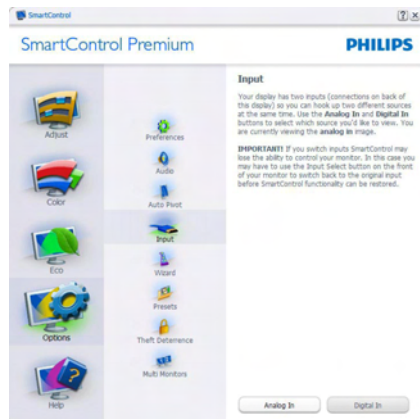 SmartControl
SmartControl Premium
PHILIPS
Adjust
Color
Eco
Options
Help
Preferences
Audio
Auto Pivot
Input
Wizard
Presets
Theft Deterrence
Multi Monitors
Input
Your display has two inputs (connections on back of
this display) so you can hook up two different sources
at the same time. Use the Analog In and Digital In
buttons to select which source you'd like to view. You
are currently viewing the analog in image.
IMPORTANT! If you switch inputs SmartControl may
lose the ability to control your monitor. In this case you
may have to use the Input Select button on the front
of your monitor to switch back to the original input
before SmartControl functionality can be restored.
Analog In
Digital In